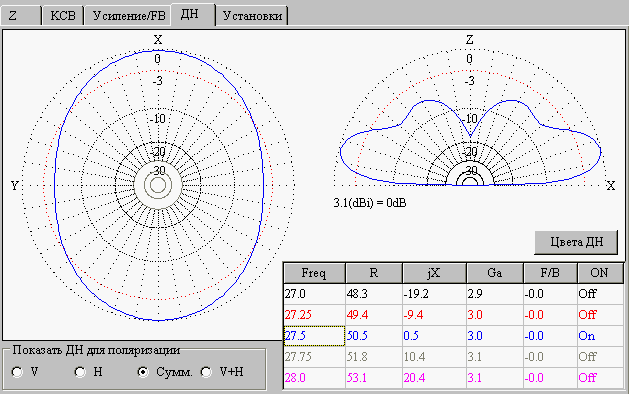 Z КСВ Усиление/FB ДН Установки
X
0
-3
-10
-20
-30
Y
Z
0
-3
-10
-20
-30
X
3.1(dBi) = 0dB
Цвета ДН
Freq R jX Ga F/B ON
27.0 48.3 -19.2 2.9 -0.0 Off
27.25 49.4 -9.4 3.0 -0.0 Off
27.5 50.5 0.5 3.0 -0.0 On
27.75 51.8 10.4 3.1 -0.0 Off
28.0 53.1 20.4 3.1 -0.0 Off
Показать ДН для поляризации
V H Сумм. V+H